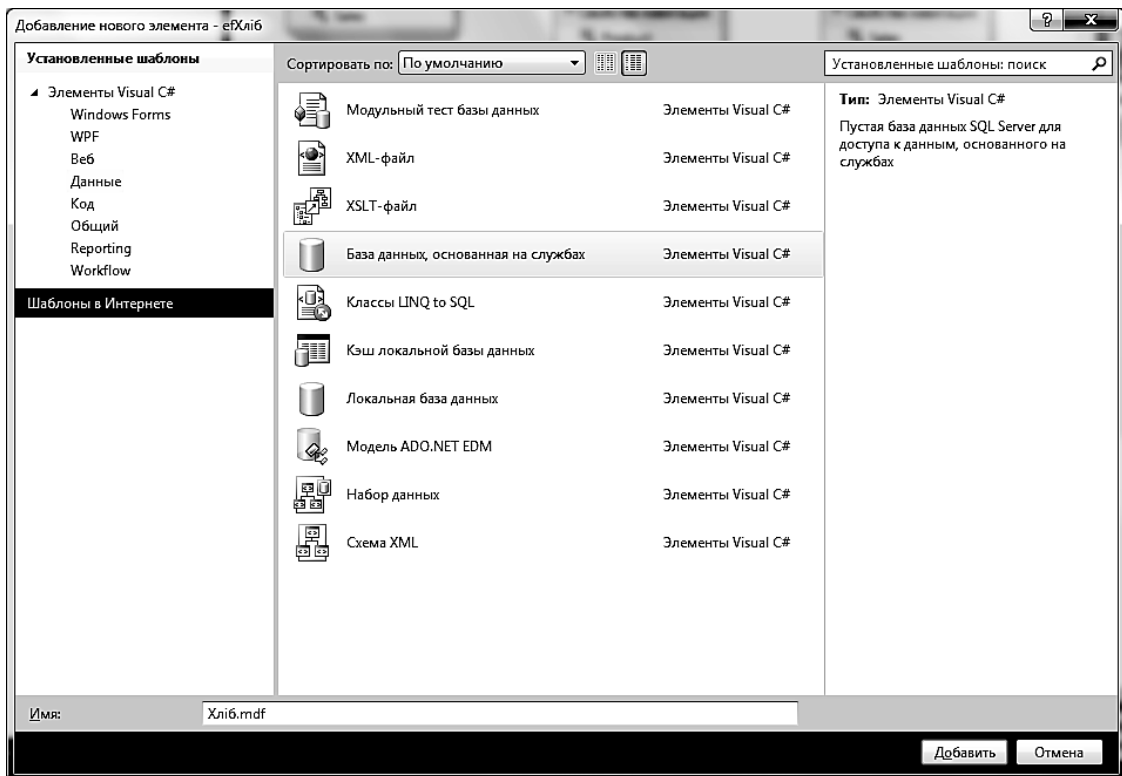 Добавление нового элемента - efХліб
Установленные шаблоны
Элементы Visual C#
Windows Forms
WPF
Веб
Данные
Код
Общий
Reporting
Workflow
Шаблоны в Интернете
Сортировать по: По умолчанию
Модульный тест базы данных Элементы Visual C#
XML-файл Элементы Visual C#
XSLT-файл Элементы Visual C#
База данных, основанная на службах Элементы Visual C#
Классы LINQ to SQL Элементы Visual C#
Кэш локальной базы данных Элементы Visual C#
Локальная база данных Элементы Visual C#
Модель ADO.NET EDM Элементы Visual C#
Набор данных Элементы Visual C#
Схема XML Элементы Visual C#
Установленные шаблоны: поиск
Тип: Элементы Visual C#
Пустая база данных SQL Server для
доступа к данным, основанного на
службах
Имя: Хліб.mdf
Добавить Отмена